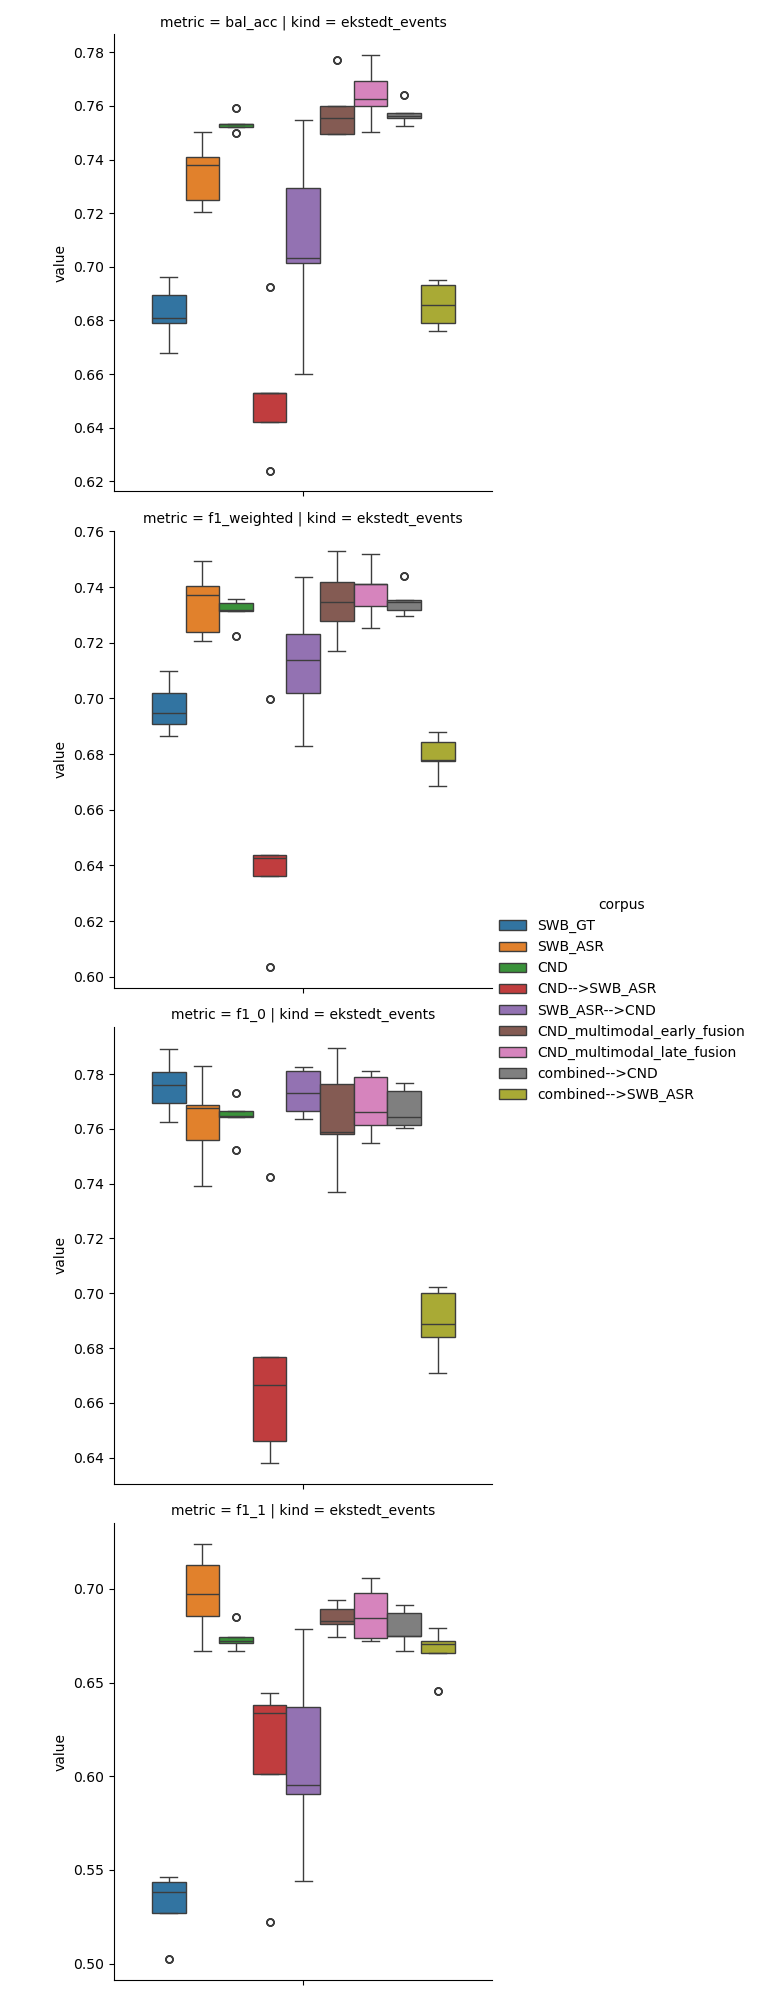 metric = bal_acc | kind = ekstedt_events
0.78
0.76
0.74
0.72
0.70
0.68
0.66
0.64
0.62
value
metric = f1_weighted | kind = ekstedt_events
0.76
0.74
0.72
0.70
0.68
0.66
0.64
0.62
0.60
value
corpus
SWB_GT
SWB_ASR
CND
CND-->SWB_ASR
SWB_ASR-->CND
CND_multimodal_early_fusion
CND_multimodal_late_fusion
combined-->CND
combined-->SWB_ASR
metric = f1_0 | kind = ekstedt_events
0.78
0.76
0.74
0.72
0.70
0.68
0.66
0.64
value
metric = f1_1 | kind = ekstedt_events
0.70
0.65
0.60
0.55
0.50
value